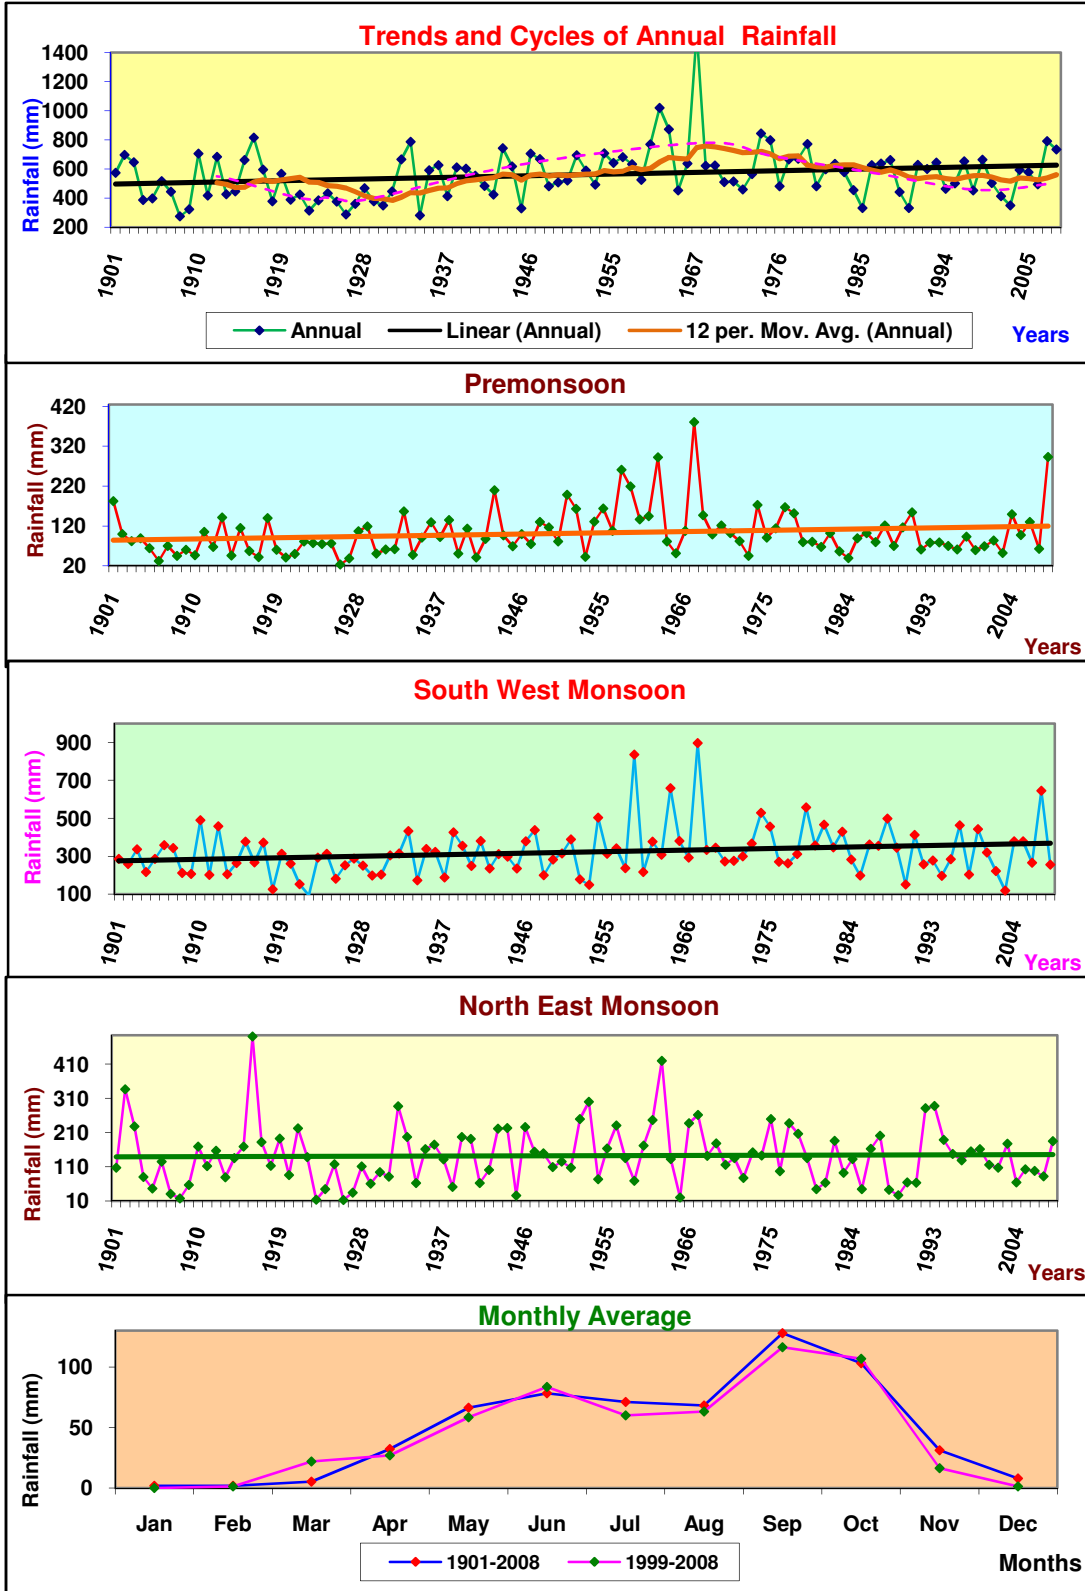 Trends and Cycles of Annual  Rainfall
Rainfall (mm)
1400
1200
1000
800
600
400
200
1901 1910 1919 1928 1937 1946 1955 1967 1976 1985 1994 2005
Annual Linear (Annual) 12 per. Mov. Avg. (Annual)
Years
Premonsoon
Rainfall (mm)
420
320
220
120
20
1901 1910 1919 1928 1937 1946 1955 1966 1975 1984 1993 2004
Years
South West Monsoon
Rainfall (mm)
900
700
500
300
100
1901 1910 1919 1928 1937 1946 1955 1966 1975 1984 1993 2004
Years
North East Monsoon
Rainfall (mm)
410
310
210
110
10
1901 1910 1919 1928 1937 1946 1955 1966 1975 1984 1993 2004
Years
Monthly Average
Rainfall (mm)
100
50
0
Jan Feb Mar Apr May Jun Jul Aug Sep Oct Nov Dec
1901-2008 1999-2008
Months